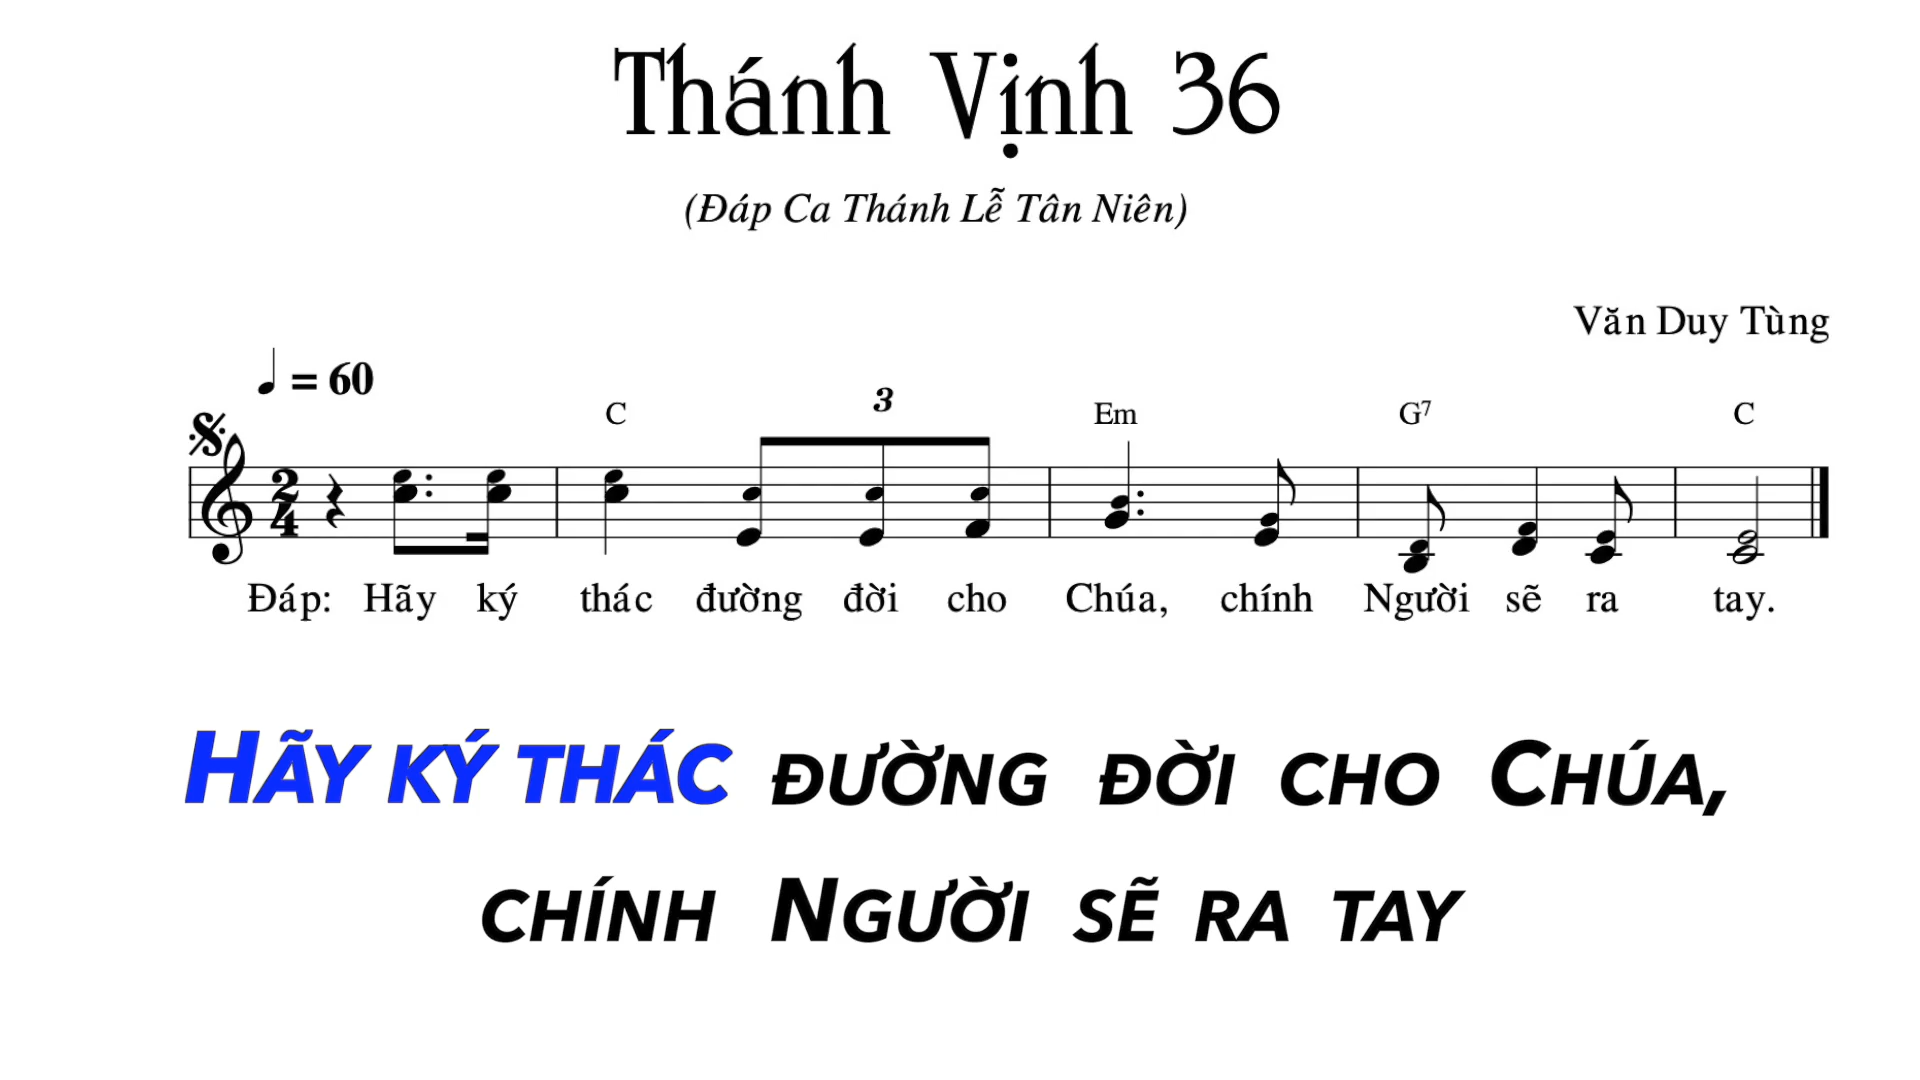 Thánh Vịnh 36
(Đáp Ca Thánh Lễ Tân Niên)
Văn Duy Tùng
= 60
C 3 Em G7 C
2
4
Đáp: Hãy ký thác đường đời cho Chúa, chính Người sẽ ra tay.
HÃY KÝ THÁC ĐƯỜNG ĐỜI CHO CHÚA,
CHÍNH NGƯỜI SẼ RA TAY